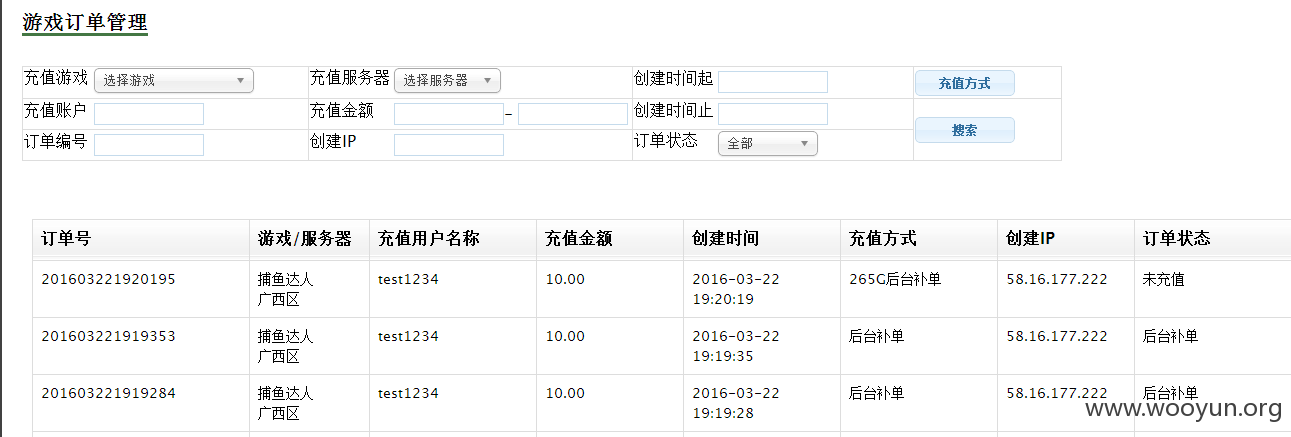 游戏订单管理
充值游戏 选择游戏 充值服务器 选择服务器 创建时间起 充值方式
充值账户 充值金额 - 创建时间止
搜索
订单编号 创建IP 订单状态 全部
订单号 游戏/服务器 充值用户名称 充值金额 创建时间 充值方式 创建IP 订单状态
201603221920195 捕鱼达人 test1234 10.00 2016-03-22 265G后台补单 58.16.177.222 未充值
广西区 19:20:19
201603221919353 捕鱼达人 test1234 10.00 2016-03-22 后台补单 58.16.177.222 后台补单
广西区 19:19:35
201603221919284 捕鱼达人 test1234 10.00 2016-03-22 后台补单 58.16.177.222 后台补单
广西区 19:19:28
www.wooyun.org